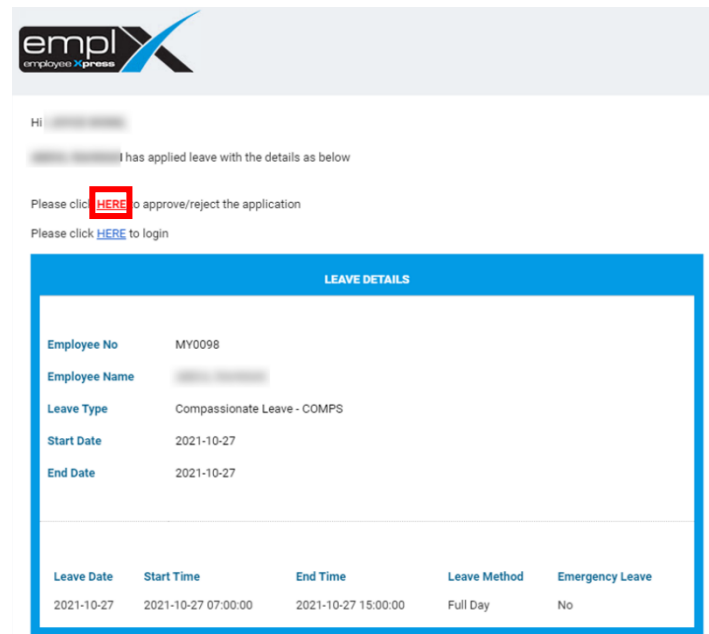 emplX
employee Xpress
Hi
has applied leave with the details as below
Please click HERE to approve/reject the application
Please click HERE to login
LEAVE DETAILS
Employee No MY0098
Employee Name
Leave Type Compassionate Leave - COMPS
Start Date 2021-10-27
End Date 2021-10-27
Leave Date Start Time End Time Leave Method Emergency Leave
2021-10-27 2021-10-27 07:00:00 2021-10-27 15:00:00 Full Day No